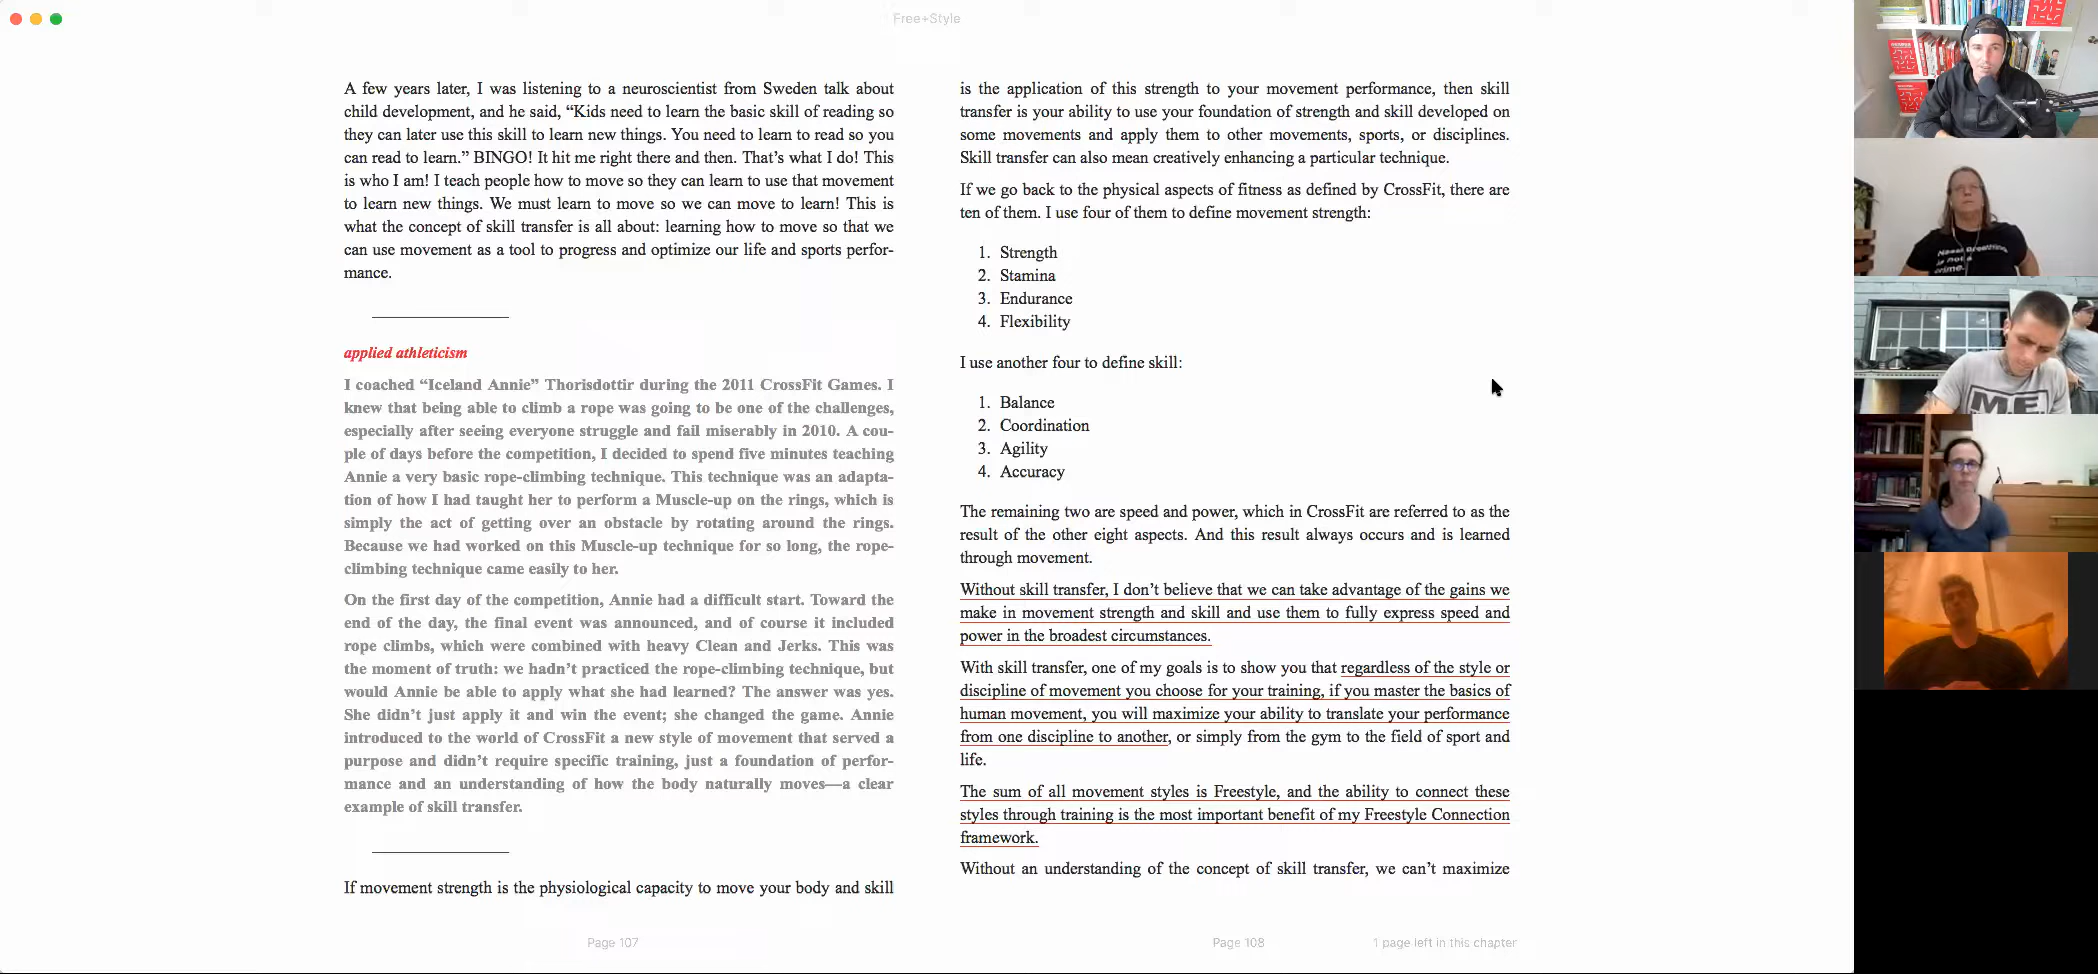 Free+Style
A few years later, I was listening to a neuroscientist from Sweden talk about
child development, and he said, “Kids need to learn the basic skill of reading so
they can later use this skill to learn new things. You need to learn to read so you
can read to learn.” BINGO! It hit me right there and then. That’s what I do! This
is who I am! I teach people how to move so they can learn to use that movement
to learn new things. We must learn to move so we can move to learn! This is
what the concept of skill transfer is all about: learning how to move so that we
can use movement as a tool to progress and optimize our life and sports perfor-
mance.
applied athleticism
I coached “Iceland Annie” Thorisdottir during the 2011 CrossFit Games. I
knew that being able to climb a rope was going to be one of the challenges,
especially after seeing everyone struggle and fail miserably in 2010. A cou-
ple of days before the competition, I decided to spend five minutes teaching
Annie a very basic rope-climbing technique. This technique was an adapta-
tion of how I had taught her to perform a Muscle-up on the rings, which is
simply the act of getting over an obstacle by rotating around the rings.
Because we had worked on this Muscle-up technique for so long, the rope-
climbing technique came easily to her.
On the first day of the competition, Annie had a difficult start. Toward the
end of the day, the final event was announced, and of course it included
rope climbs, which were combined with heavy Clean and Jerks. This was
the moment of truth: we hadn’t practiced the rope-climbing technique, but
would Annie be able to apply what she had learned? The answer was yes.
She didn’t just apply it and win the event; she changed the game. Annie
introduced to the world of CrossFit a new style of movement that served a
purpose and didn’t require specific training, just a foundation of perfor-
mance and an understanding of how the body naturally moves—a clear
example of skill transfer.
If movement strength is the physiological capacity to move your body and skill
Page 107
is the application of this strength to your movement performance, then skill
transfer is your ability to use your foundation of strength and skill developed on
some movements and apply them to other movements, sports, or disciplines.
Skill transfer can also mean creatively enhancing a particular technique.
If we go back to the physical aspects of fitness as defined by CrossFit, there are
ten of them. I use four of them to define movement strength:
1. Strength
2. Stamina
3. Endurance
4. Flexibility
I use another four to define skill:
1. Balance
2. Coordination
3. Agility
4. Accuracy
The remaining two are speed and power, which in CrossFit are referred to as the
result of the other eight aspects. And this result always occurs and is learned
through movement.
Without skill transfer, I don’t believe that we can take advantage of the gains we
make in movement strength and skill and use them to fully express speed and
power in the broadest circumstances.
With skill transfer, one of my goals is to show you that regardless of the style or
discipline of movement you choose for your training, if you master the basics of
human movement, you will maximize your ability to translate your performance
from one discipline to another, or simply from the gym to the field of sport and
life.
The sum of all movement styles is Freestyle, and the ability to connect these
styles through training is the most important benefit of my Freestyle Connection
framework.
Without an understanding of the concept of skill transfer, we can’t maximize
Page 108
1 page left in this chapter
Nasal Breathing
is not a
crime.
ME